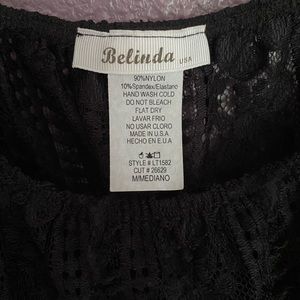 Belinda USA
90%NYLON
10%Spandex/Elastano
HAND WASH COLD
DO NOT BLEACH
FLAT DRY
LAVAR FRIO
NO USAR CLORO
MADE IN U.S.A
HECHO EN E.U.A
STYLE # LT1582
CUT # 26629
M/MEDIANO